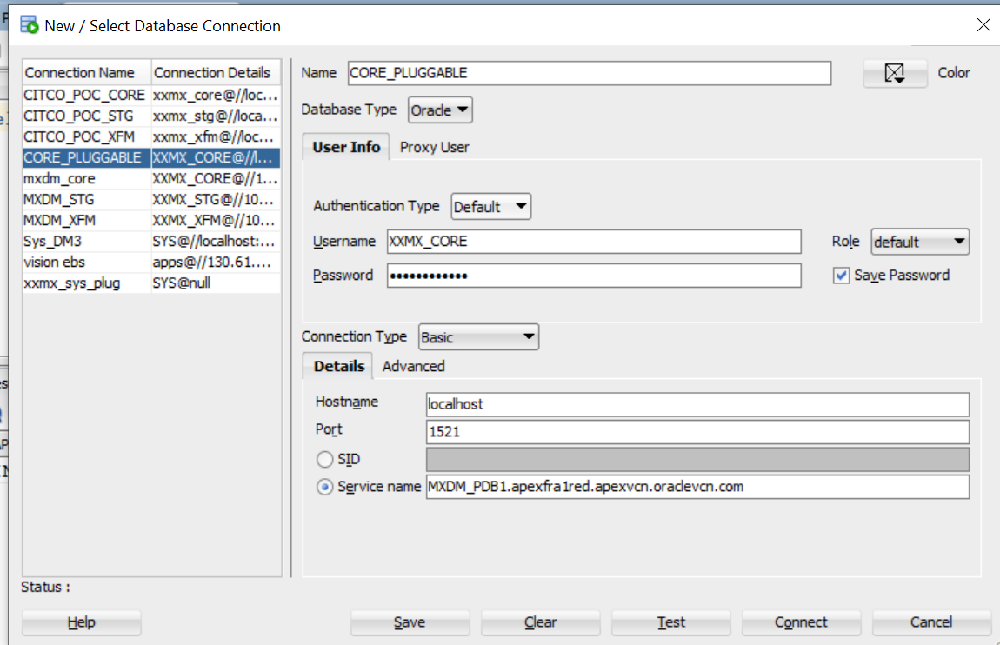 New / Select Database Connection
Connection Name Connection Details
CITCO_POC_CORE xxmx_core@//loc...
CITCO_POC_STG xxmx_stg@//loca...
CITCO_POC_XFM xxmx_xfm@//loc...
CORE_PLUGGABLE XXMX_CORE@//l...
mxdm_core XXMX_CORE@//1...
MXDM_STG XXMX_STG@//10...
MXDM_XFM XXMX_XFM@//10...
Sys_DM3 SYS@//localhost:...
vision ebs apps@//130.61....
xxmx_sys_plug SYS@null
Name CORE_PLUGGABLE Color
Database Type Oracle
User Info Proxy User
Authentication Type Default
Username XXMX_CORE Role default
Password •••••••••••• Save Password
Connection Type Basic
Details Advanced
Hostname localhost
Port 1521
SID
Service name MXDM_PDB1.apexfra1red.apexvcn.oraclevcn.com
Status :
Help Save Clear Test Connect Cancel